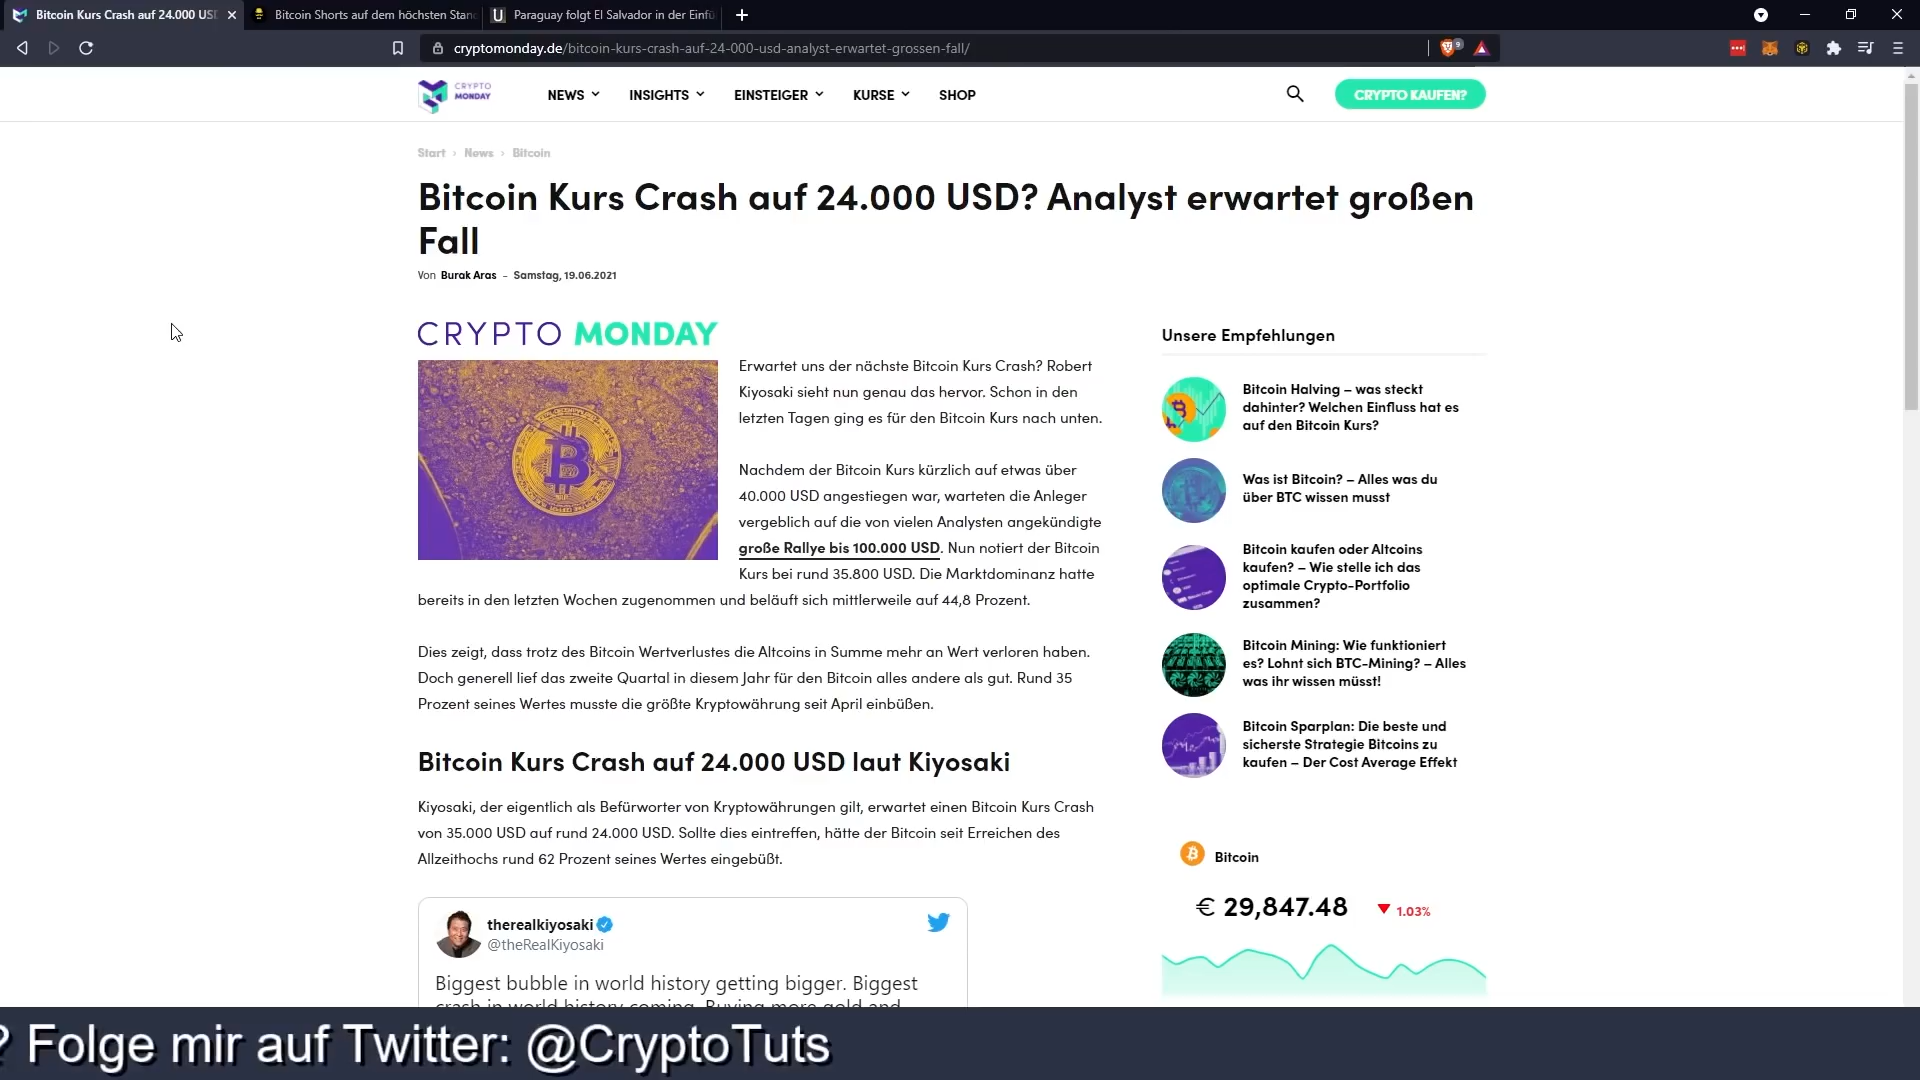 Bitcoin Kurs Crash auf 24.000 USD
Bitcoin Shorts auf dem höchsten Stan
Paraguay folgt El Salvador in der Einfü
cryptomonday.de/bitcoin-kurs-crash-auf-24-000-usd-analyst-erwartet-grossen-fall/
9
CRYPTO
MONDAY
NEWS
INSIGHTS
EINSTEIGER
KURSE
SHOP
CRYPTO KAUFEN?
Start › News › Bitcoin
Bitcoin Kurs Crash auf 24.000 USD? Analyst erwartet großen
Fall
Von Burak Aras – Samstag, 19.06.2021
CRYPTO MONDAY
Erwartet uns der nächste Bitcoin Kurs Crash? Robert
Kiyosaki sieht nun genau das hervor. Schon in den
letzten Tagen ging es für den Bitcoin Kurs nach unten.
Nachdem der Bitcoin Kurs kürzlich auf etwas über
40.000 USD angestiegen war, warteten die Anleger
vergeblich auf die von vielen Analysten angekündigte
große Rallye bis 100.000 USD. Nun notiert der Bitcoin
Kurs bei rund 35.800 USD. Die Marktdominanz hatte
bereits in den letzten Wochen zugenommen und beläuft sich mittlerweile auf 44,8 Prozent.
Dies zeigt, dass trotz des Bitcoin Wertverlustes die Altcoins in Summe mehr an Wert verloren haben.
Doch generell lief das zweite Quartal in diesem Jahr für den Bitcoin alles andere als gut. Rund 35
Prozent seines Wertes musste die größte Kryptowährung seit April einbüßen.
Bitcoin Kurs Crash auf 24.000 USD laut Kiyosaki
Kiyosaki, der eigentlich als Befürworter von Kryptowährungen gilt, erwartet einen Bitcoin Kurs Crash
von 35.000 USD auf rund 24.000 USD. Sollte dies eintreffen, hätte der Bitcoin seit Erreichen des
Allzeithochs rund 62 Prozent seines Wertes eingebüßt.
therealkiyosaki
@theRealKiyosaki
Biggest bubble in world history getting bigger. Biggest
crash in world history coming. Buying more gold and
Unsere Empfehlungen
Bitcoin Halving – was steckt
dahinter? Welchen Einfluss hat es
auf den Bitcoin Kurs?
Was ist Bitcoin? – Alles was du
über BTC wissen musst
Bitcoin kaufen oder Altcoins
kaufen? – Wie stelle ich das
optimale Crypto-Portfolio
zusammen?
Bitcoin Mining: Wie funktioniert
es? Lohnt sich BTC-Mining? – Alles
was ihr wissen müsst!
Bitcoin Sparplan: Die beste und
sicherste Strategie Bitcoins zu
kaufen – Der Cost Average Effekt
Bitcoin
€ 29,847.48
1.03%
? Folge mir auf Twitter: @CryptoTuts